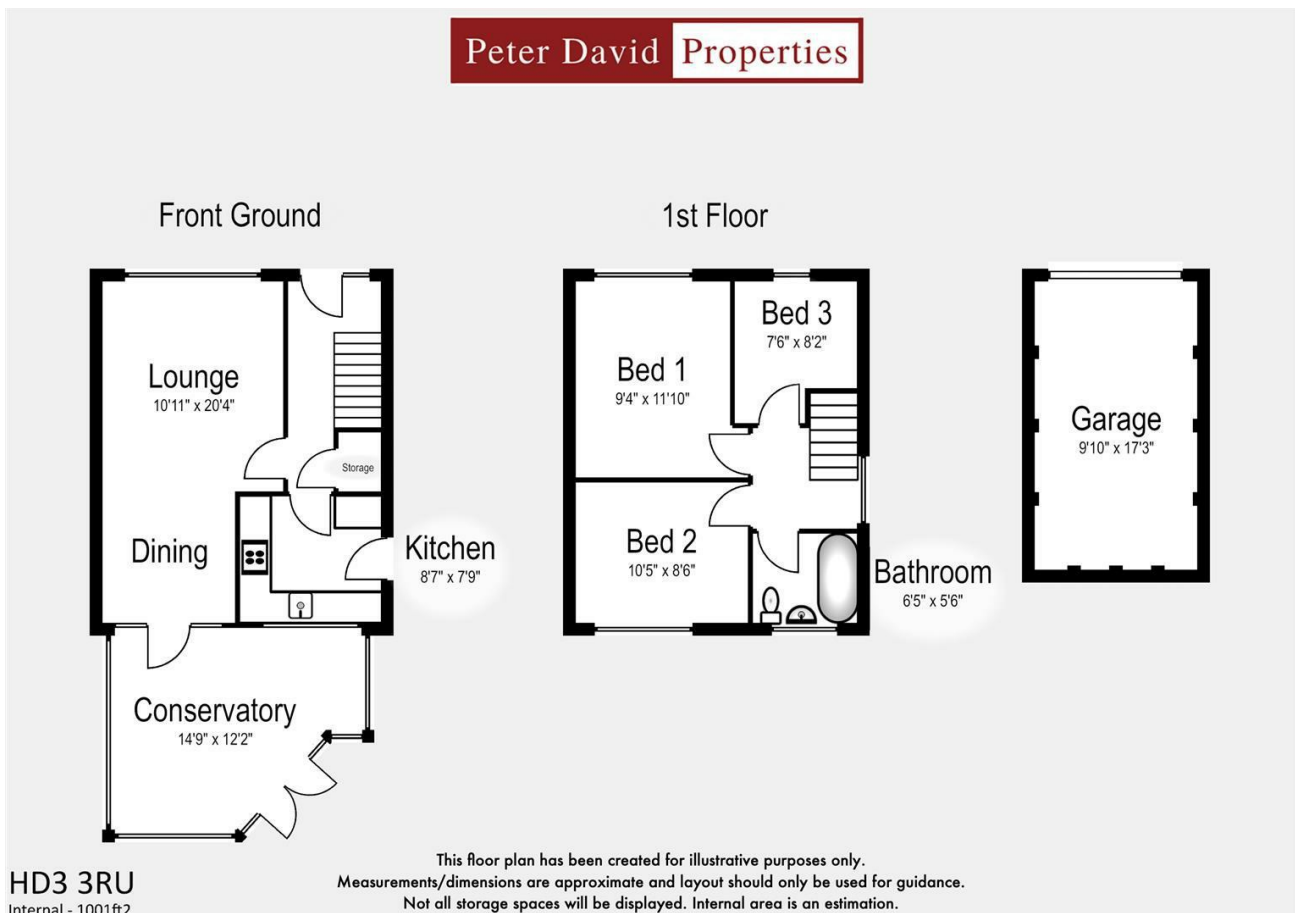 Peter David Properties
Front Ground
1st Floor
Lounge
10'11" x 20'4"
Storage
Dining
Kitchen
8'7" x 7'9"
Conservatory
14'9" x 12'2"
Bed 1
9'4" x 11'10"
Bed 3
7'6" x 8'2"
Bed 2
10'5" x 8'6"
Bathroom
6'5" x 5'6"
Garage
9'10" x 17'3"
HD3 3RU
Internal - 1001ft2
This floor plan has been created for illustrative purposes only.
Measurements/dimensions are approximate and layout should only be used for guidance.
Not all storage spaces will be displayed. Internal area is an estimation.